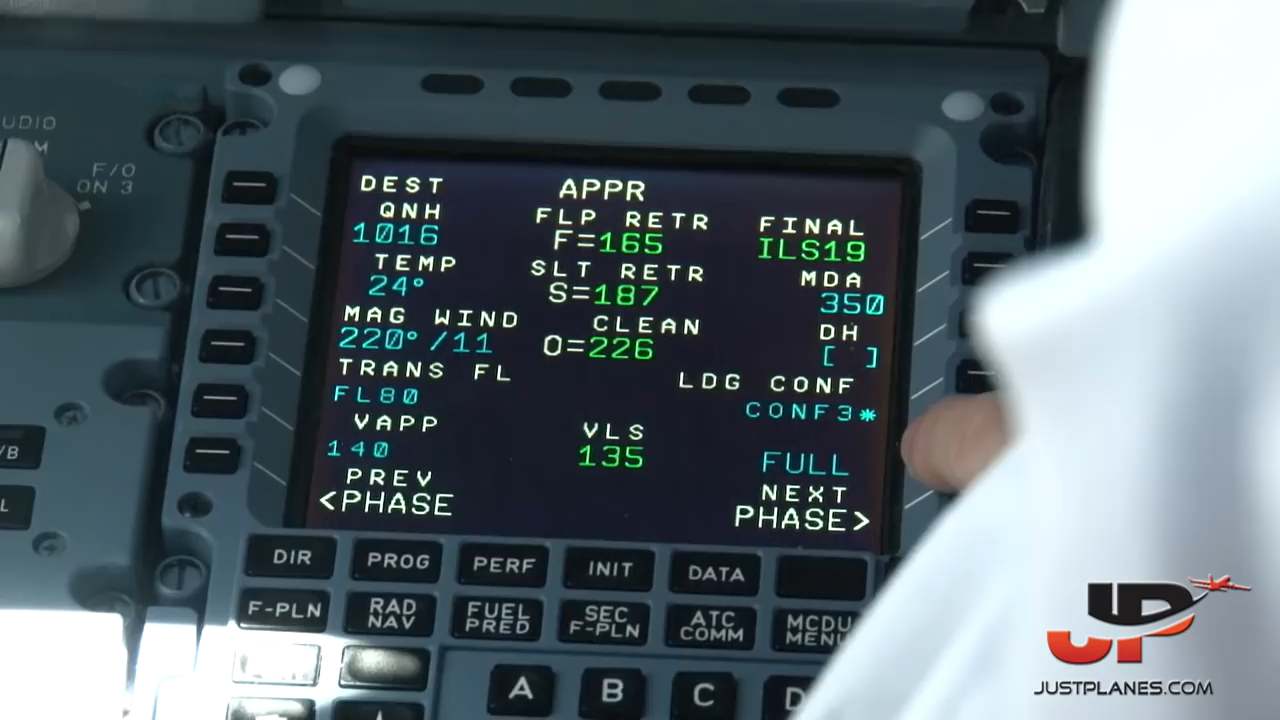 UDIO
F/O
ON 3
DEST APPR
QNH FLP RETR FINAL
1016 F=165 ILS19
TEMP SLT RETR MDA
24° S=187 350
MAG WIND CLEAN DH
220°/11 O=226 [ ]
TRANS FL LDG CONF
FL80 CONF3*
VAPP VLS
140 135 FULL
PREV NEXT
<PHASE PHASE>
DIR PROG PERF INIT DATA
F-PLN RAD NAV FUEL PRED SEC F-PLN ATC COMM MCDU MENU
A B C D
/B
L
JP
JUSTPLANES.COM